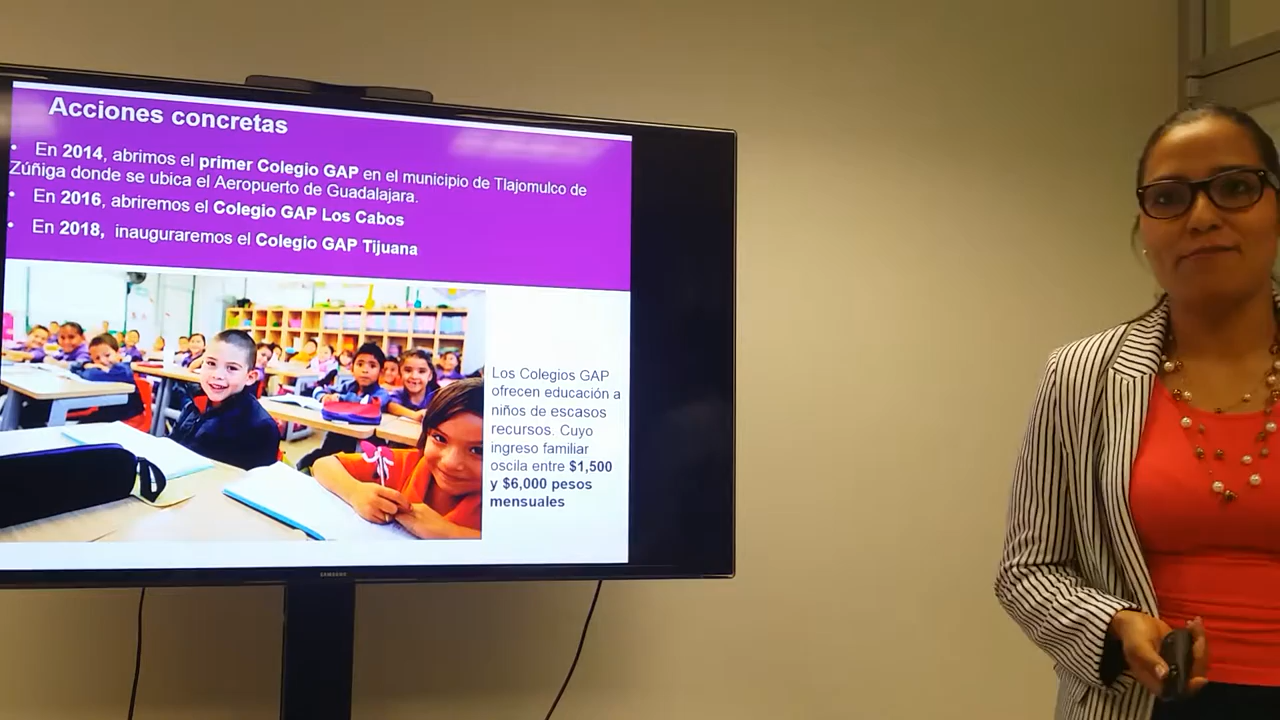 Acciones concretas
• En 2014, abrimos el primer Colegio GAP en el municipio de Tlajomulco de
Zúñiga donde se ubica el Aeropuerto de Guadalajara.
• En 2016, abriremos el Colegio GAP Los Cabos
• En 2018, inauguraremos el Colegio GAP Tijuana
Los Colegios GAP
ofrecen educación a
niños de escasos
recursos. Cuyo
ingreso familiar
oscila entre $1,500
y $6,000 pesos
mensuales
SAMSUNG